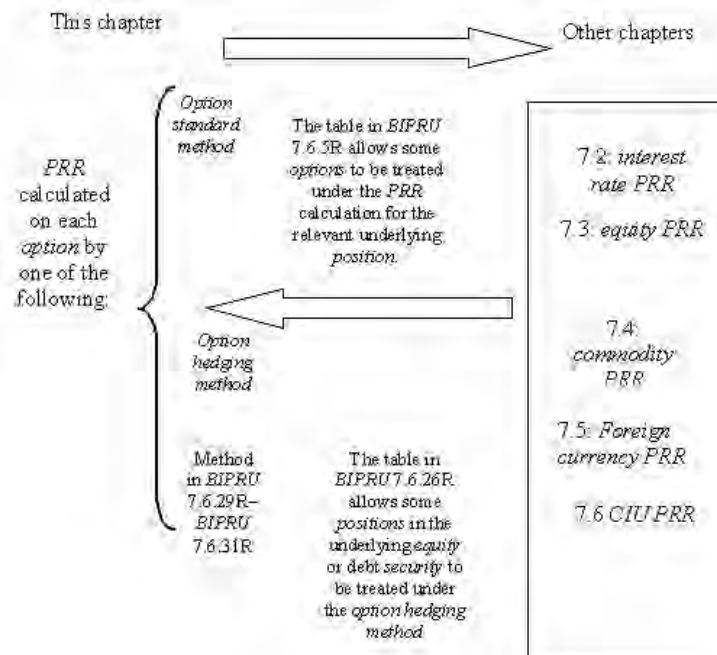 This chapter
Other chapters
PRR
calculated
on each
option by
one of the
following:
Option
standard
method
The table in BIPRU
7.6.5R allows some
options to be treated
under the PRR
calculation for the
relevant underlying
position.
Option
hedging
method
Method
in BIPRU
7.6.29R–
BIPRU
7.6.31R
The table in
BIPRU 7.6.26R
allows some
positions in the
underlying equity
or debt security to
be treated under
the option hedging
method
7.2: interest
rate PRR
7.3: equity PRR
7.4:
commodity
PRR
7.5: Foreign
currency PRR
7.6 CIU PRR